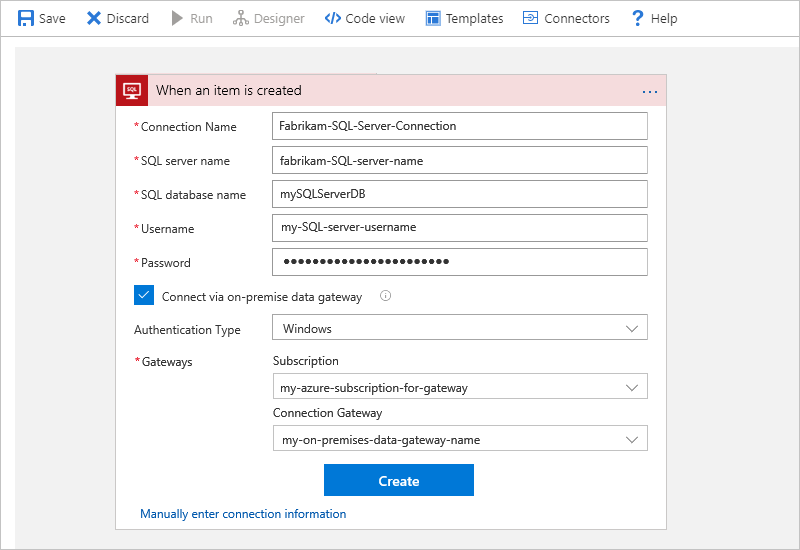 Save Discard Run Designer Code view Templates Connectors ? Help
SQL When an item is created ...
*Connection Name Fabrikam-SQL-Server-Connection
*SQL server name fabrikam-SQL-server-name
*SQL database name mySQLServerDB
*Username my-SQL-server-username
*Password ●●●●●●●●●●●●●●●●●●●●●●●
Connect via on-premise data gateway
Authentication Type Windows
*Gateways Subscription
my-azure-subscription-for-gateway
Connection Gateway
my-on-premises-data-gateway-name
Create
Manually enter connection information